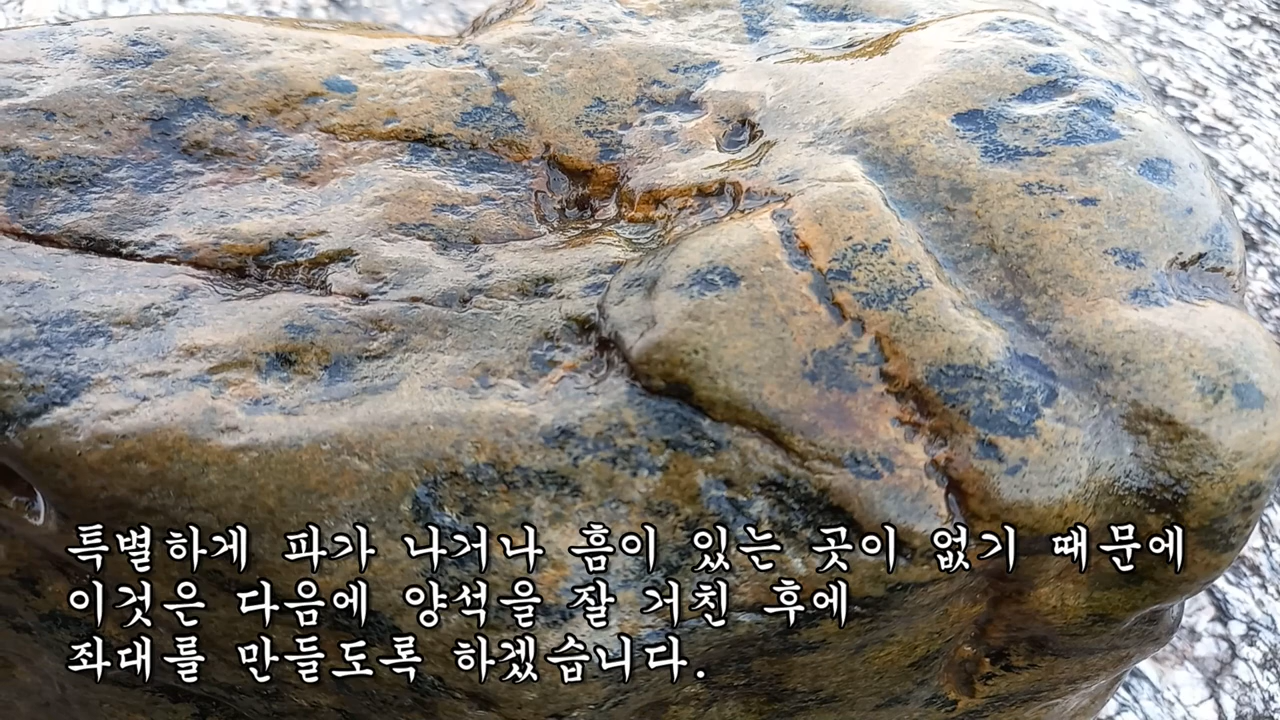 특별하게 파가 나거나 흠이 있는 곳이 없기 때문에
이것은 다음에 양석을 잘 거친 후에
좌대를 만들도록 하겠습니다.